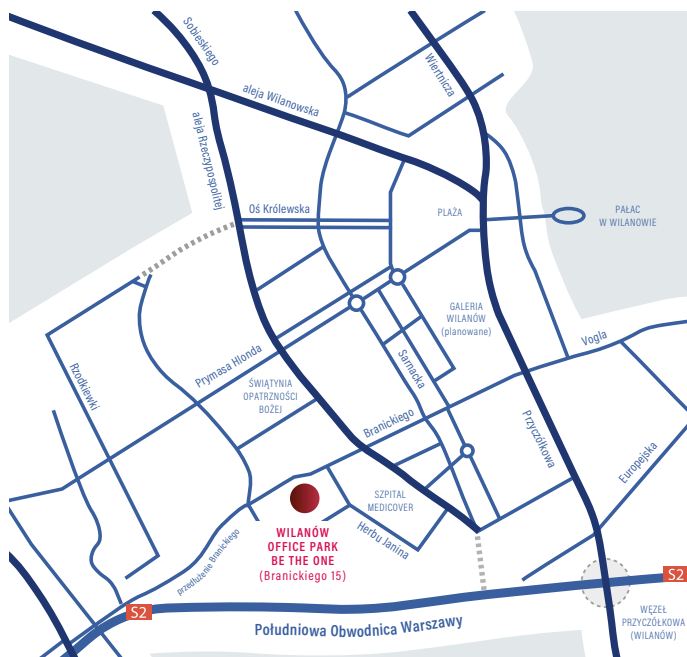 Sobieskiego
Wiertnicza
aleja Wilanowska
aleja Rzeczypospolitej
Oś Królewska
PLAŻA
PAŁAC
W WILANOWIE
GALERIA
WILANÓW
(planowane)
Vogla
Prymasa Hlonda
Rzodkiewki
ŚWIĄTYNIA
OPATRZNOŚCI
BOŻEJ
Sarnacka
Branickiego
Przyczółkowa
Europejska
SZPITAL
MEDICOVER
WILANÓW
OFFICE PARK
BE THE ONE
(Branickiego 15)
Herbu Janina
przedłużenie Branickiego
S2
S2
Południowa Obwodnica Warszawy
WĘZEŁ
PRZYCZÓŁKOWA
(WILANÓW)